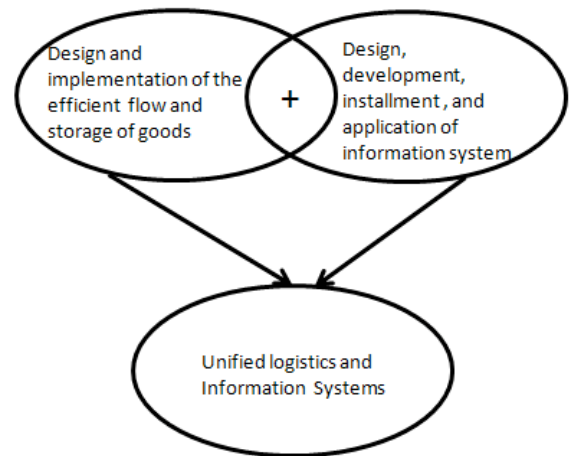 Design and
implementation of the
efficient flow and
storage of goods
+
Design,
development,
installment , and
application of
information system
Unified logistics and
Information Systems